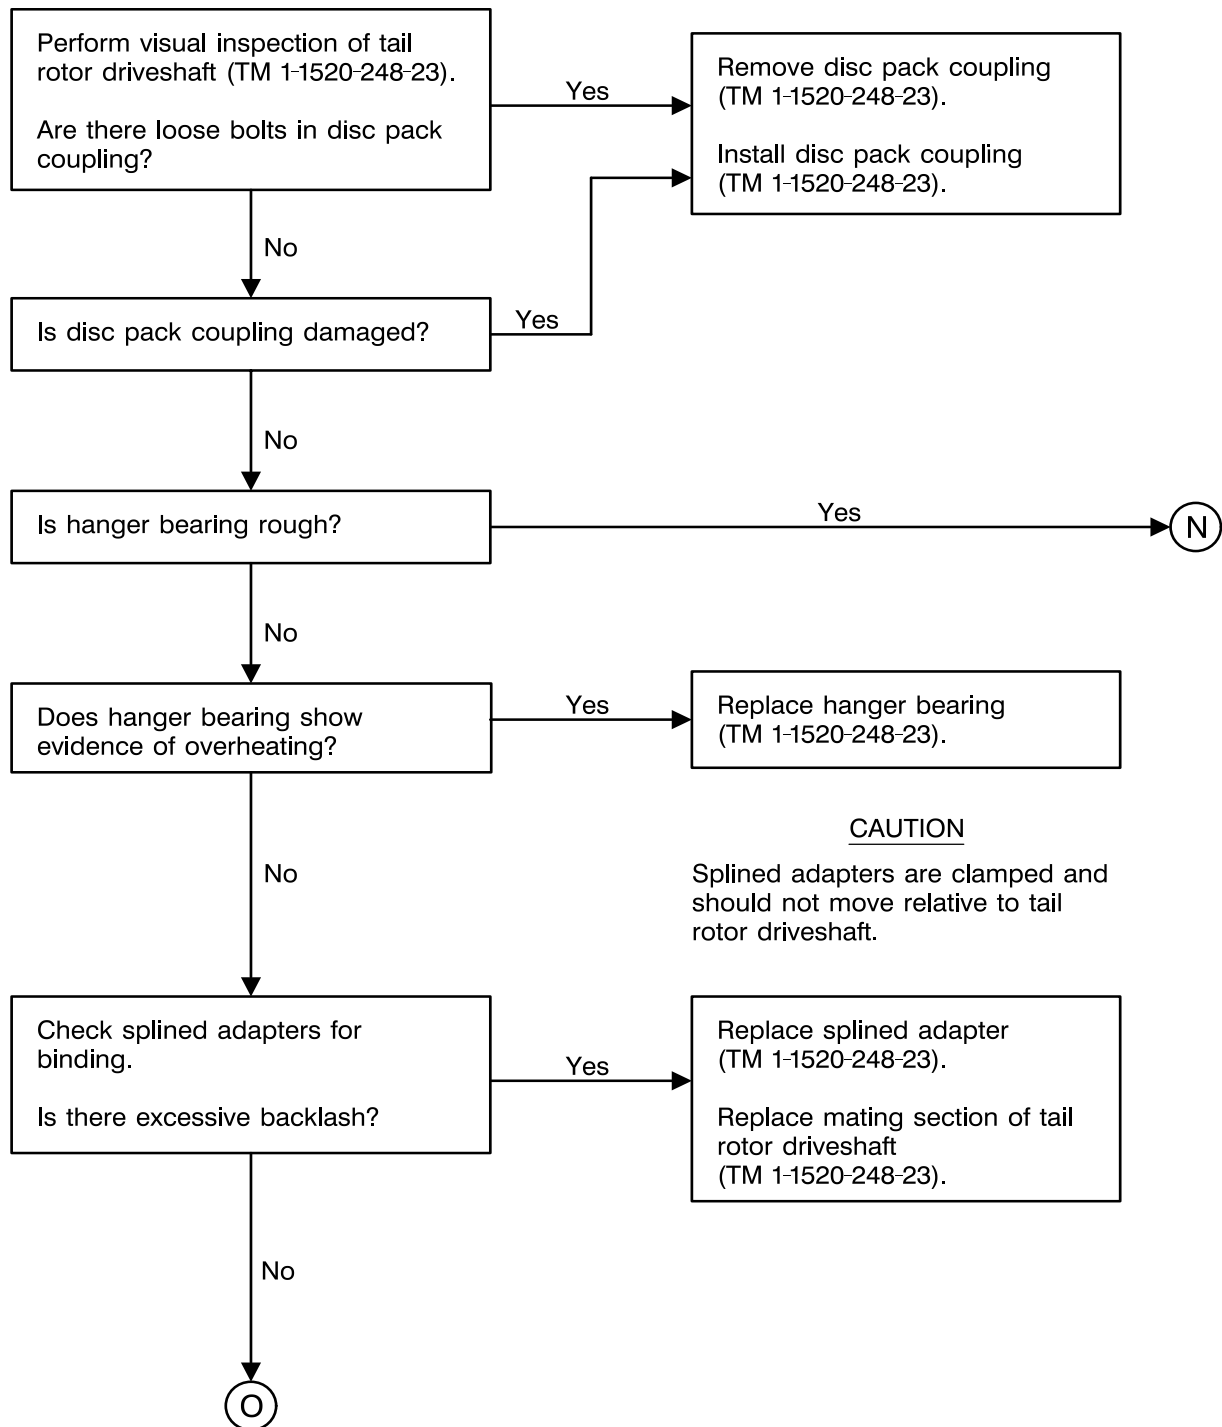 Perform visual inspection of tail
rotor driveshaft (TM 1-1520-248-23).
Are there loose bolts in disc pack
coupling?
Yes
Remove disc pack coupling
(TM 1-1520-248-23).
Install disc pack coupling
(TM 1-1520-248-23).
No
Is disc pack coupling damaged?
Yes
No
Is hanger bearing rough?
Yes
N
No
Does hanger bearing show
evidence of overheating?
Yes
Replace hanger bearing
(TM 1-1520-248-23).
No
CAUTION
Splined adapters are clamped and
should not move relative to tail
rotor driveshaft.
Check splined adapters for
binding.
Is there excessive backlash?
Yes
Replace splined adapter
(TM 1-1520-248-23).
Replace mating section of tail
rotor driveshaft
(TM 1-1520-248-23).
No
O